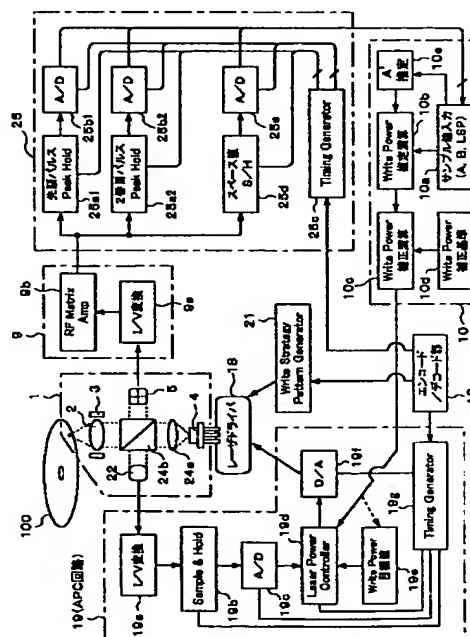 100
1
2
3
5
22
24b
24a
4
9
9b
RF Matrix
Amp
I/V変換
9a
25
先頭パルス
Peak Hold
25a1
A/D
25b1
2番目パルス
Peak Hold
25a2
A/D
25b2
スペース値
S/H
25d
A/D
25e
Timing Generator
25c
18
レーザドライバ
21
Write Strategy
Pattern Generator
19(APC回路)
I/V変換
19a
Sample & Hold
19b
A/D
19c
Laser Power
Controller
19d
D/A
19f
Write Power
目標値
19e
Timing Generator
19g
エンコード
/デコード部
10
Write Power
補正演算
10c
Write Power
推定演算
10b
A'
推定
10e
Write Power
補正基準
10d
サンプル値入力
(A, B, LSP)
10a